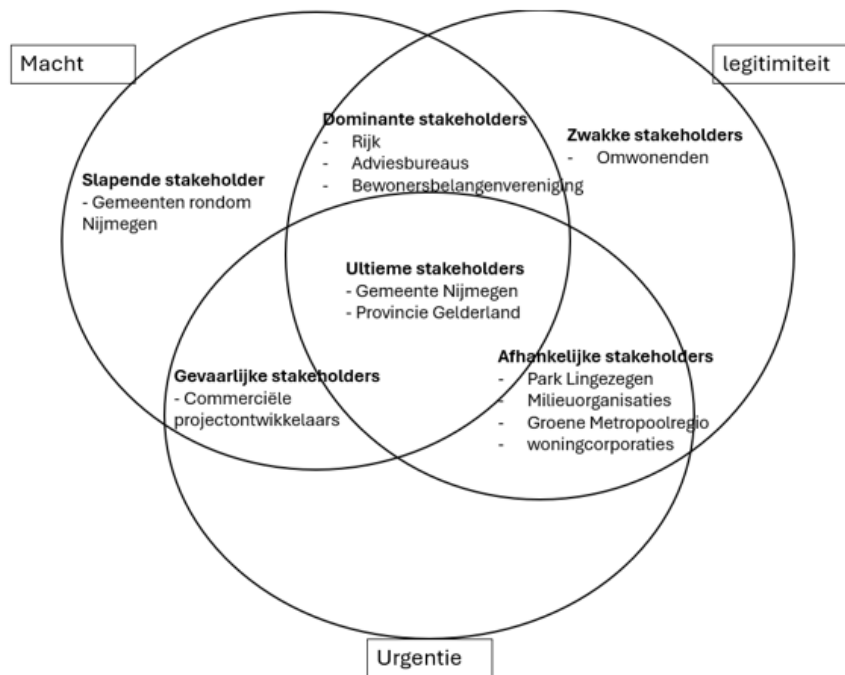 Macht
legitimiteit
Dominante stakeholders
- Rijk
- Adviesbureaus
- Bewonersbelangenvereniging
Zwakke stakeholders
- Omwonenden
Slapende stakeholder
- Gemeenten rondom
Nijmegen
Ultieme stakeholders
- Gemeente Nijmegen
- Provincie Gelderland
Gevaarlijke stakeholders
- Commerciële
projectontwikkelaars
Afhankelijke stakeholders
- Park Lingezegen
- Milieuorganisaties
- Groene Metropoolregio
- woningcorporaties
Urgentie